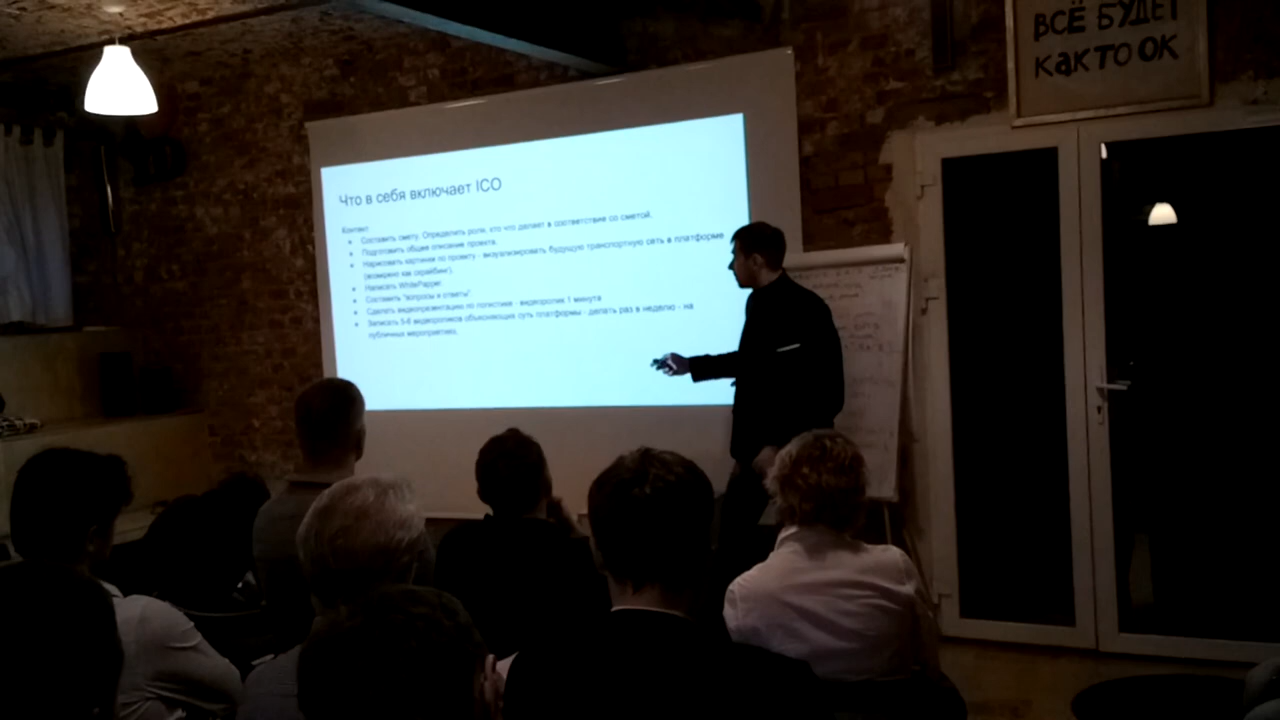 ВСЁ БУДЕТ
КАКТО ОК
Что в себя включает ICO
Контент
Составить смету. Определить роли, кто что делает в соответствие со сметой.
Подготовить общее описание проекта.
Нарисовать картинки по проекту - визуализировать будущую транспортную сеть в платформе
(возможно как скрайбинг).
Написать WhitePapper.
Составить "вопросы и ответы".
Сделать видеопрезентацию по логистике - видеоролик 1 минута
Записать 5-6 видеороликов объясняющих суть платформы - делать раз в неделю - на
публичных мероприятиях.